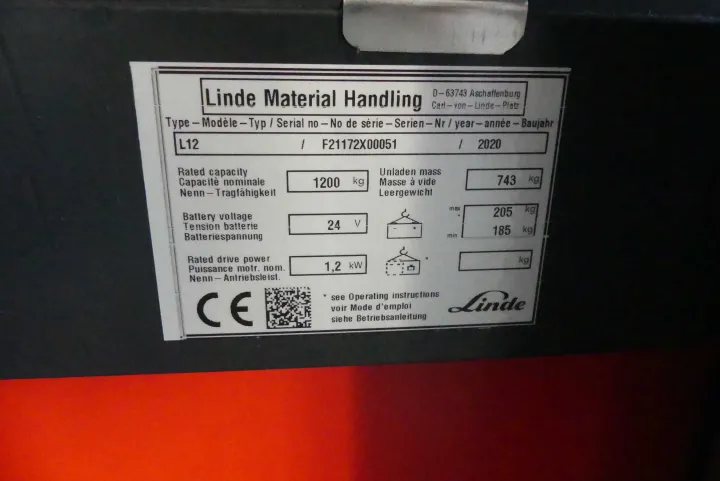 Linde Material Handling
D-63743 Aschaffenburg
Carl-von-Linde-Platz
Type-Modèle-Typ / Serial no-No de série-Serien-Nr / year-année-Baujahr
L12 / F21172X00051 / 2020
Rated capacity
Capacité nominale
Nenn-Tragfähigkeit
1200 kg
Unladen mass
Masse à vide
Leergewicht
743 kg
Battery voltage
Tension batterie
Batteriespannung
24 V
max 205 kg
*
min 185 kg
Rated drive power
Puissance motr. nom.
Nenn-Antriebsleist.
1,2 kW
*
kg
CE
* see Operating instructions
voir Mode d'emploi
siehe Betriebsanleitung
Linde